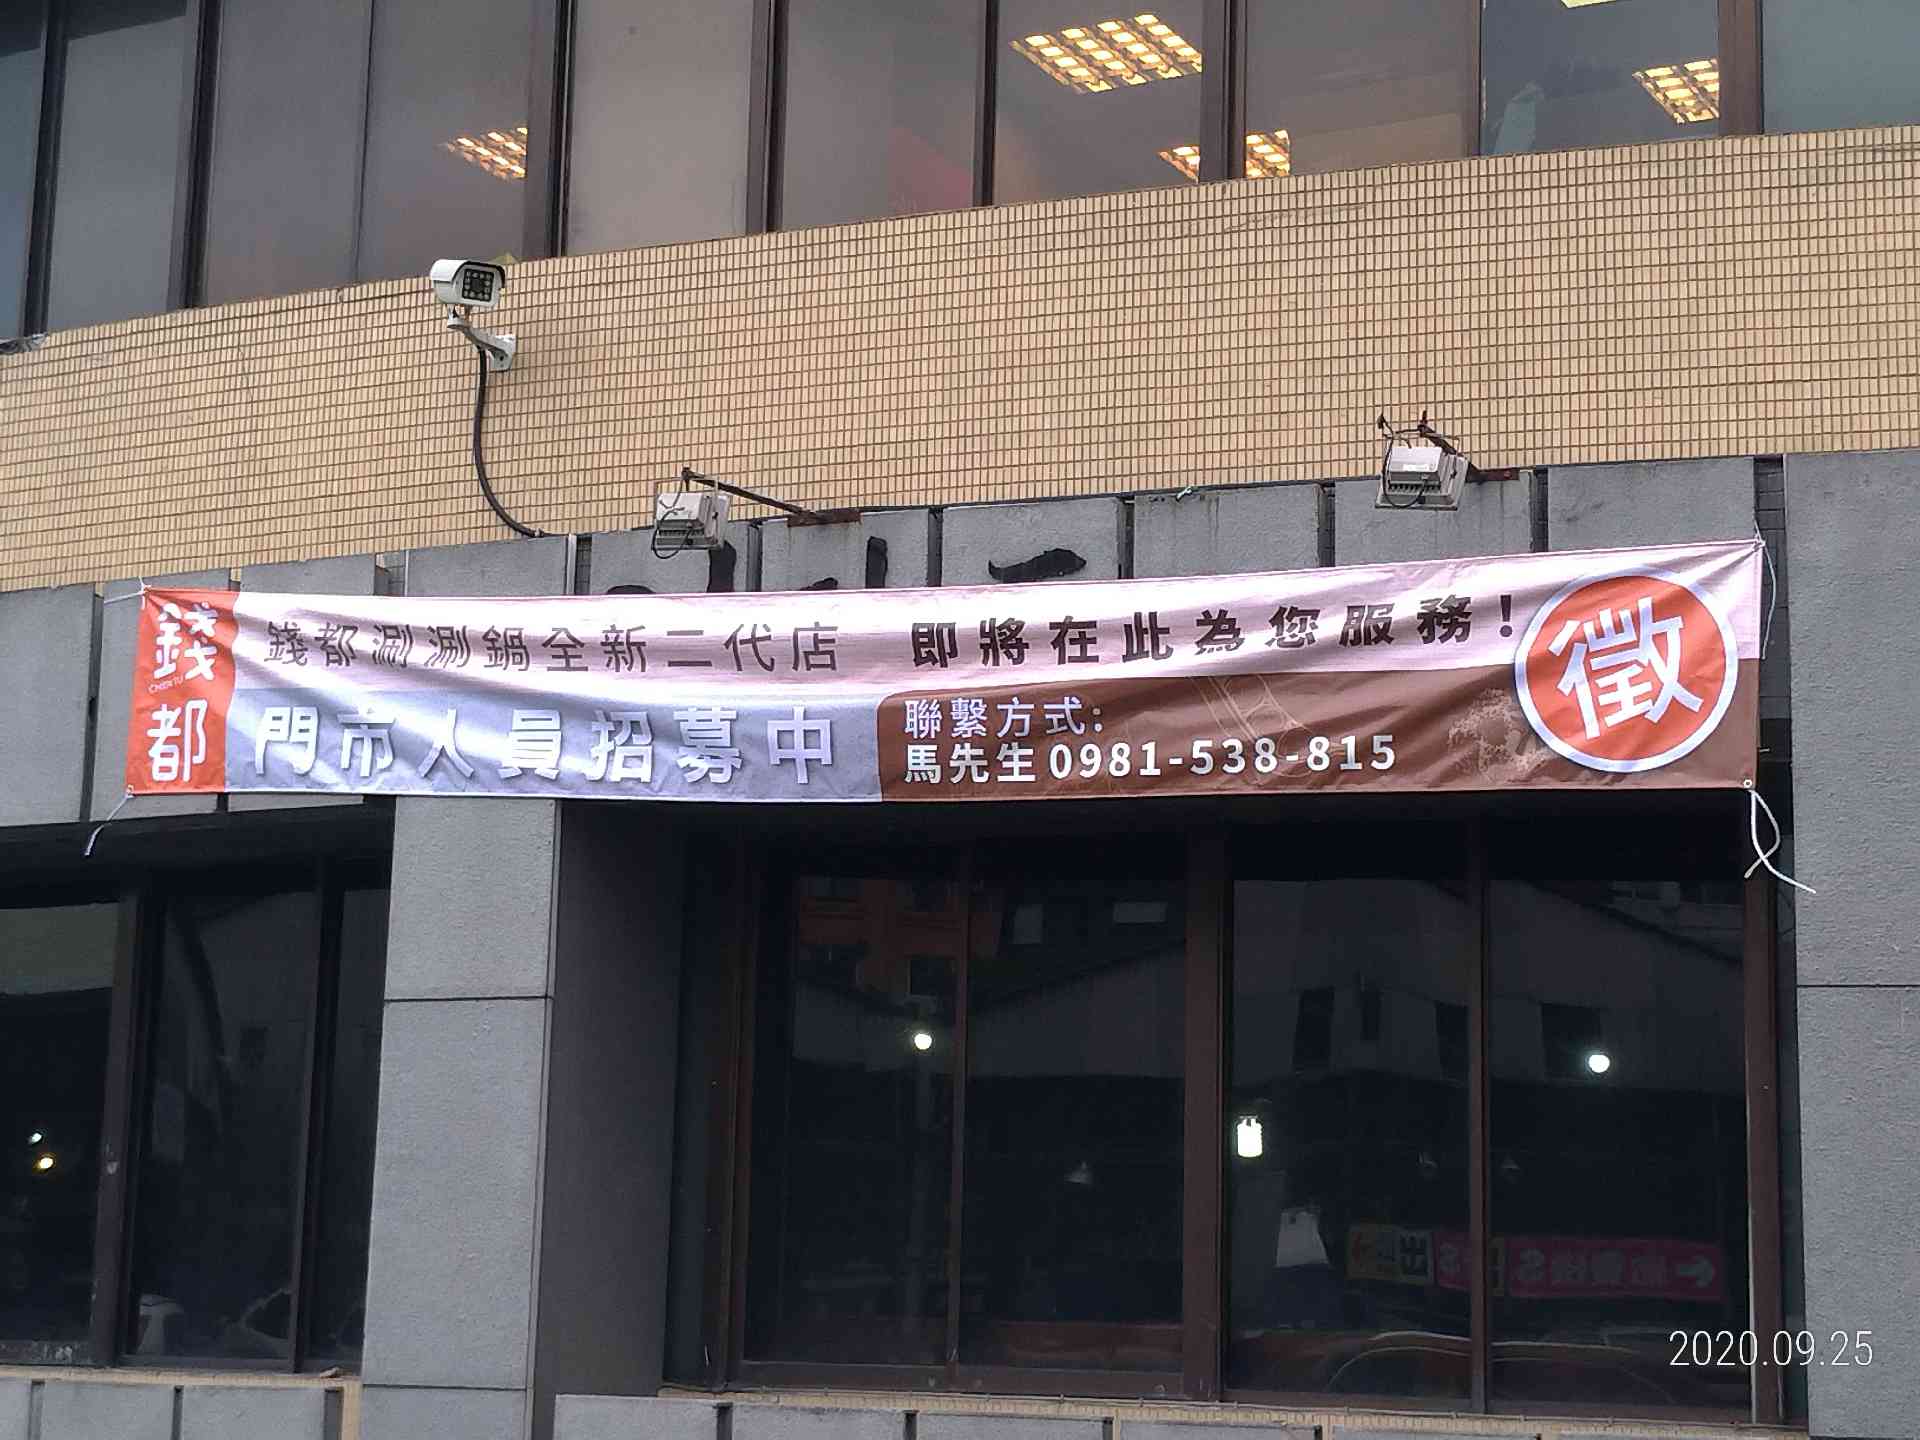 錢都
CHIEN TU
錢都涮涮鍋全新二代店 即將在此為您服務！
門市人員招募中
聯繫方式：
馬先生 0981-538-815
徵
2020.09.25